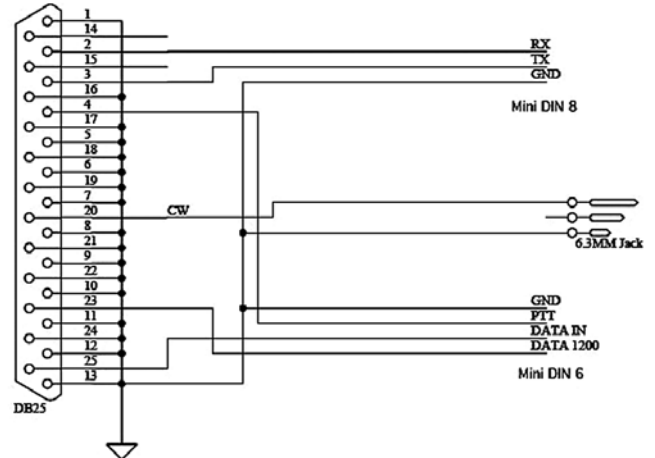 1
14
2
15
3
16
4
17
5
18
6
19
7
20
8
21
9
22
10
23
11
24
12
25
13
DB25
CW
RX
TX
GND
Mini DIN 8
6.3MM Jack
GND
PTT
DATA IN
DATA 1200
Mini DIN 6